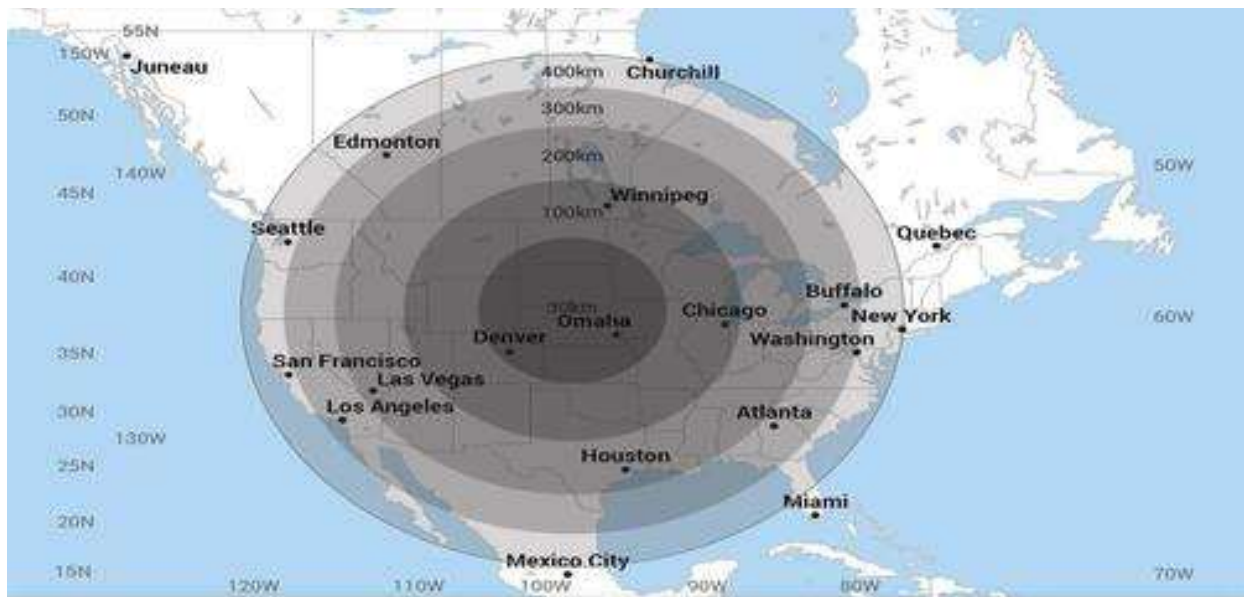 55N
150W
Juneau
400km
Churchill
300km
50N
Edmonton
200km
50W
140W
45N
Winnipeg
100km
Seattle
Quebec
40N
Buffalo
30km
Chicago
New York
60W
Omaha
Denver
Washington
35N
San Francisco
Las Vegas
Los Angeles
30N
Atlanta
130W
Houston
25N
Miami
20N
Mexico City
15N
120W
110W
100W
90W
80W
70W